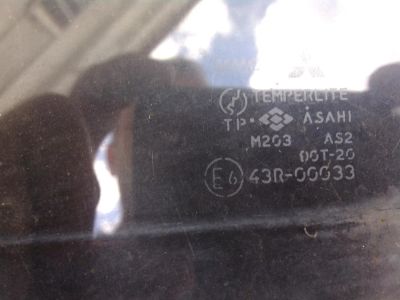 TEMPERLITE
TP ASAHI
M203 AS2
DOT-20
E6 43R-00033